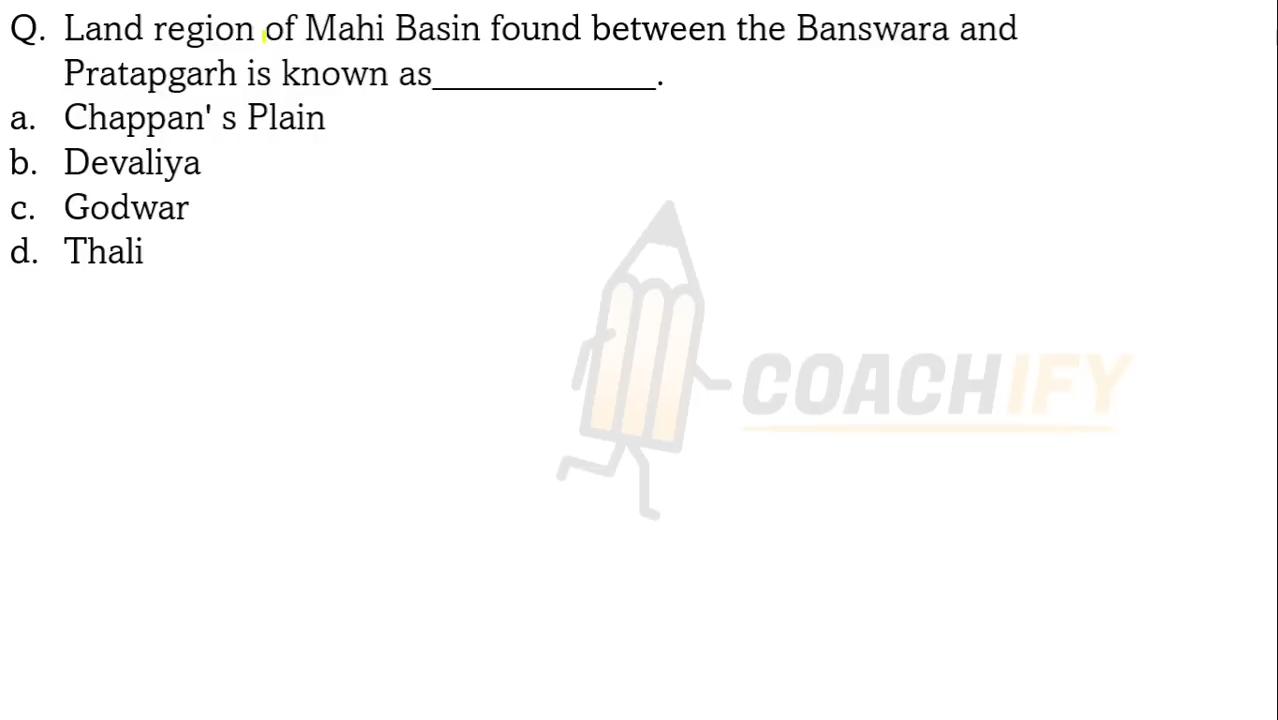 Q. Land region of Mahi Basin found between the Banswara and
Pratapgarh is known as____________.
a. Chappan' s Plain
b. Devaliya
c. Godwar
d. Thali
COACHIFY